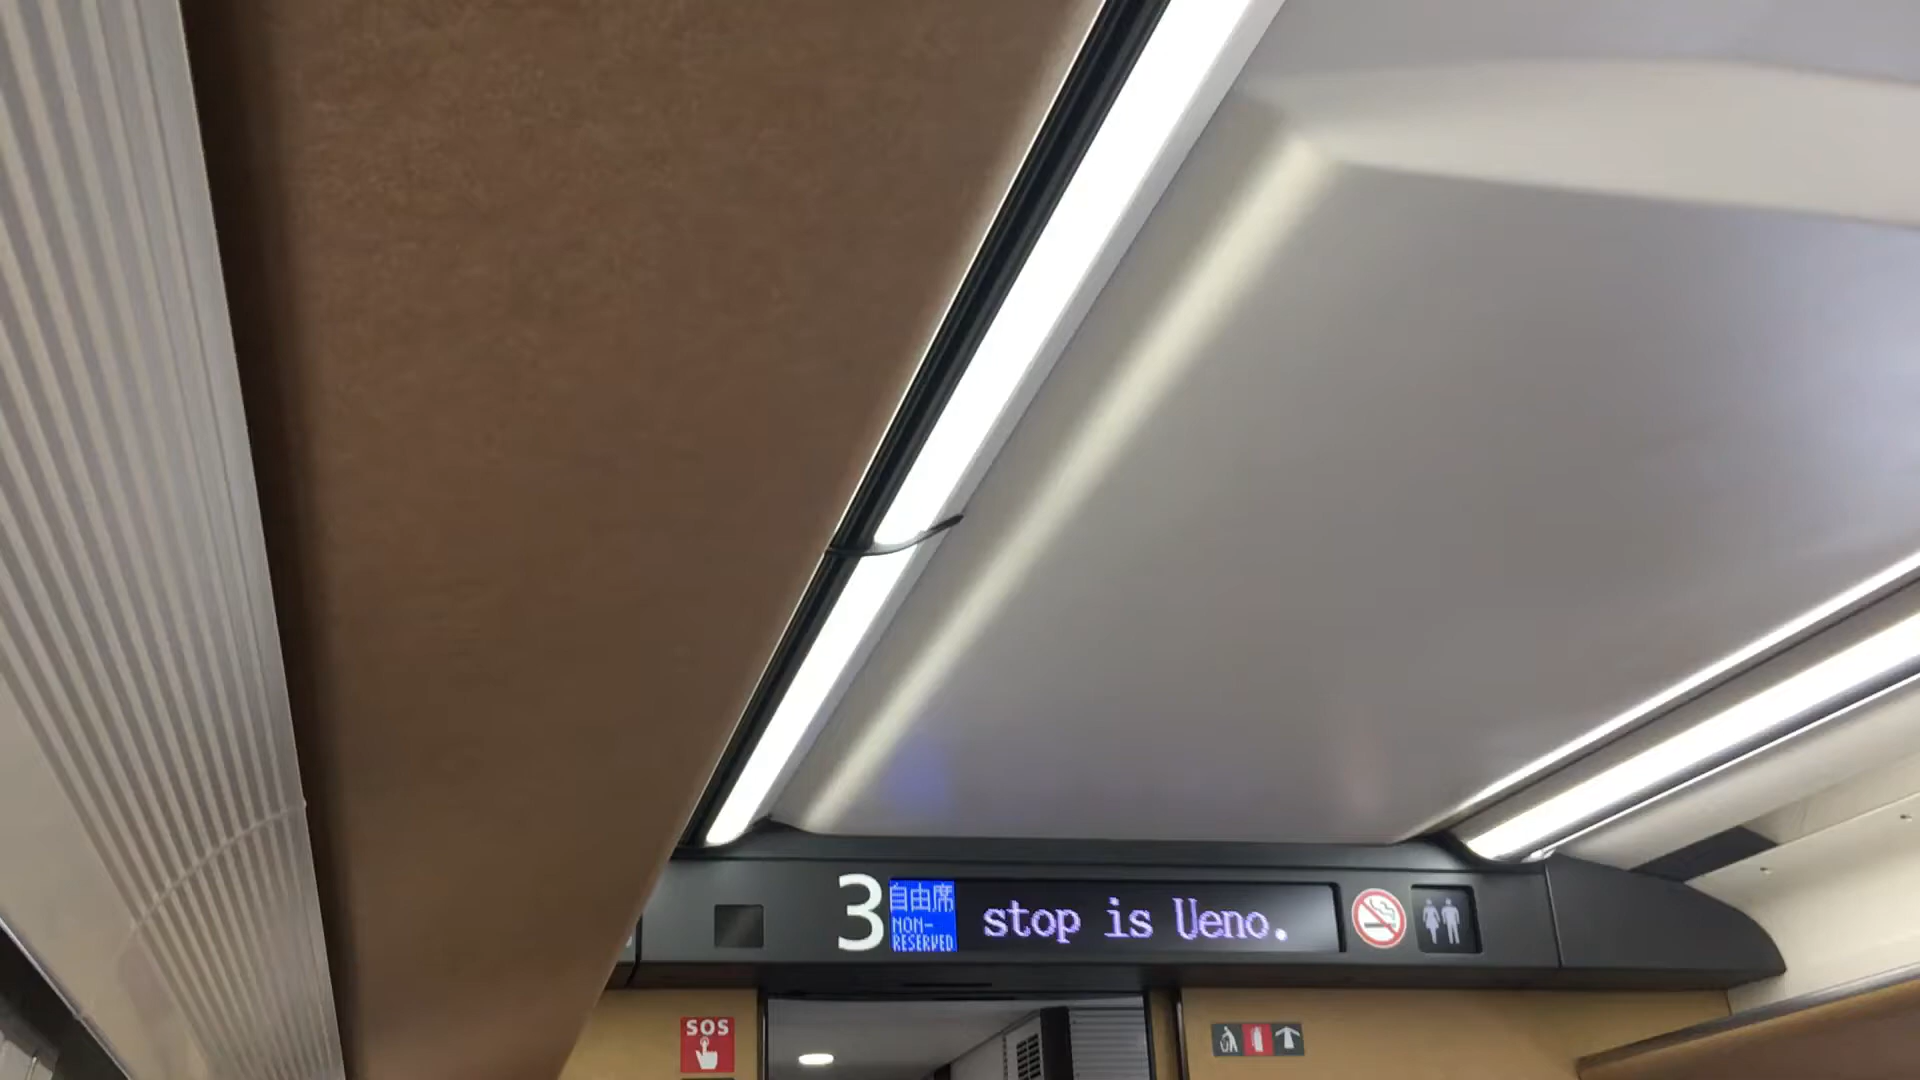 3
自由席
NON-
RESERVED
stop is Ueno.
SOS